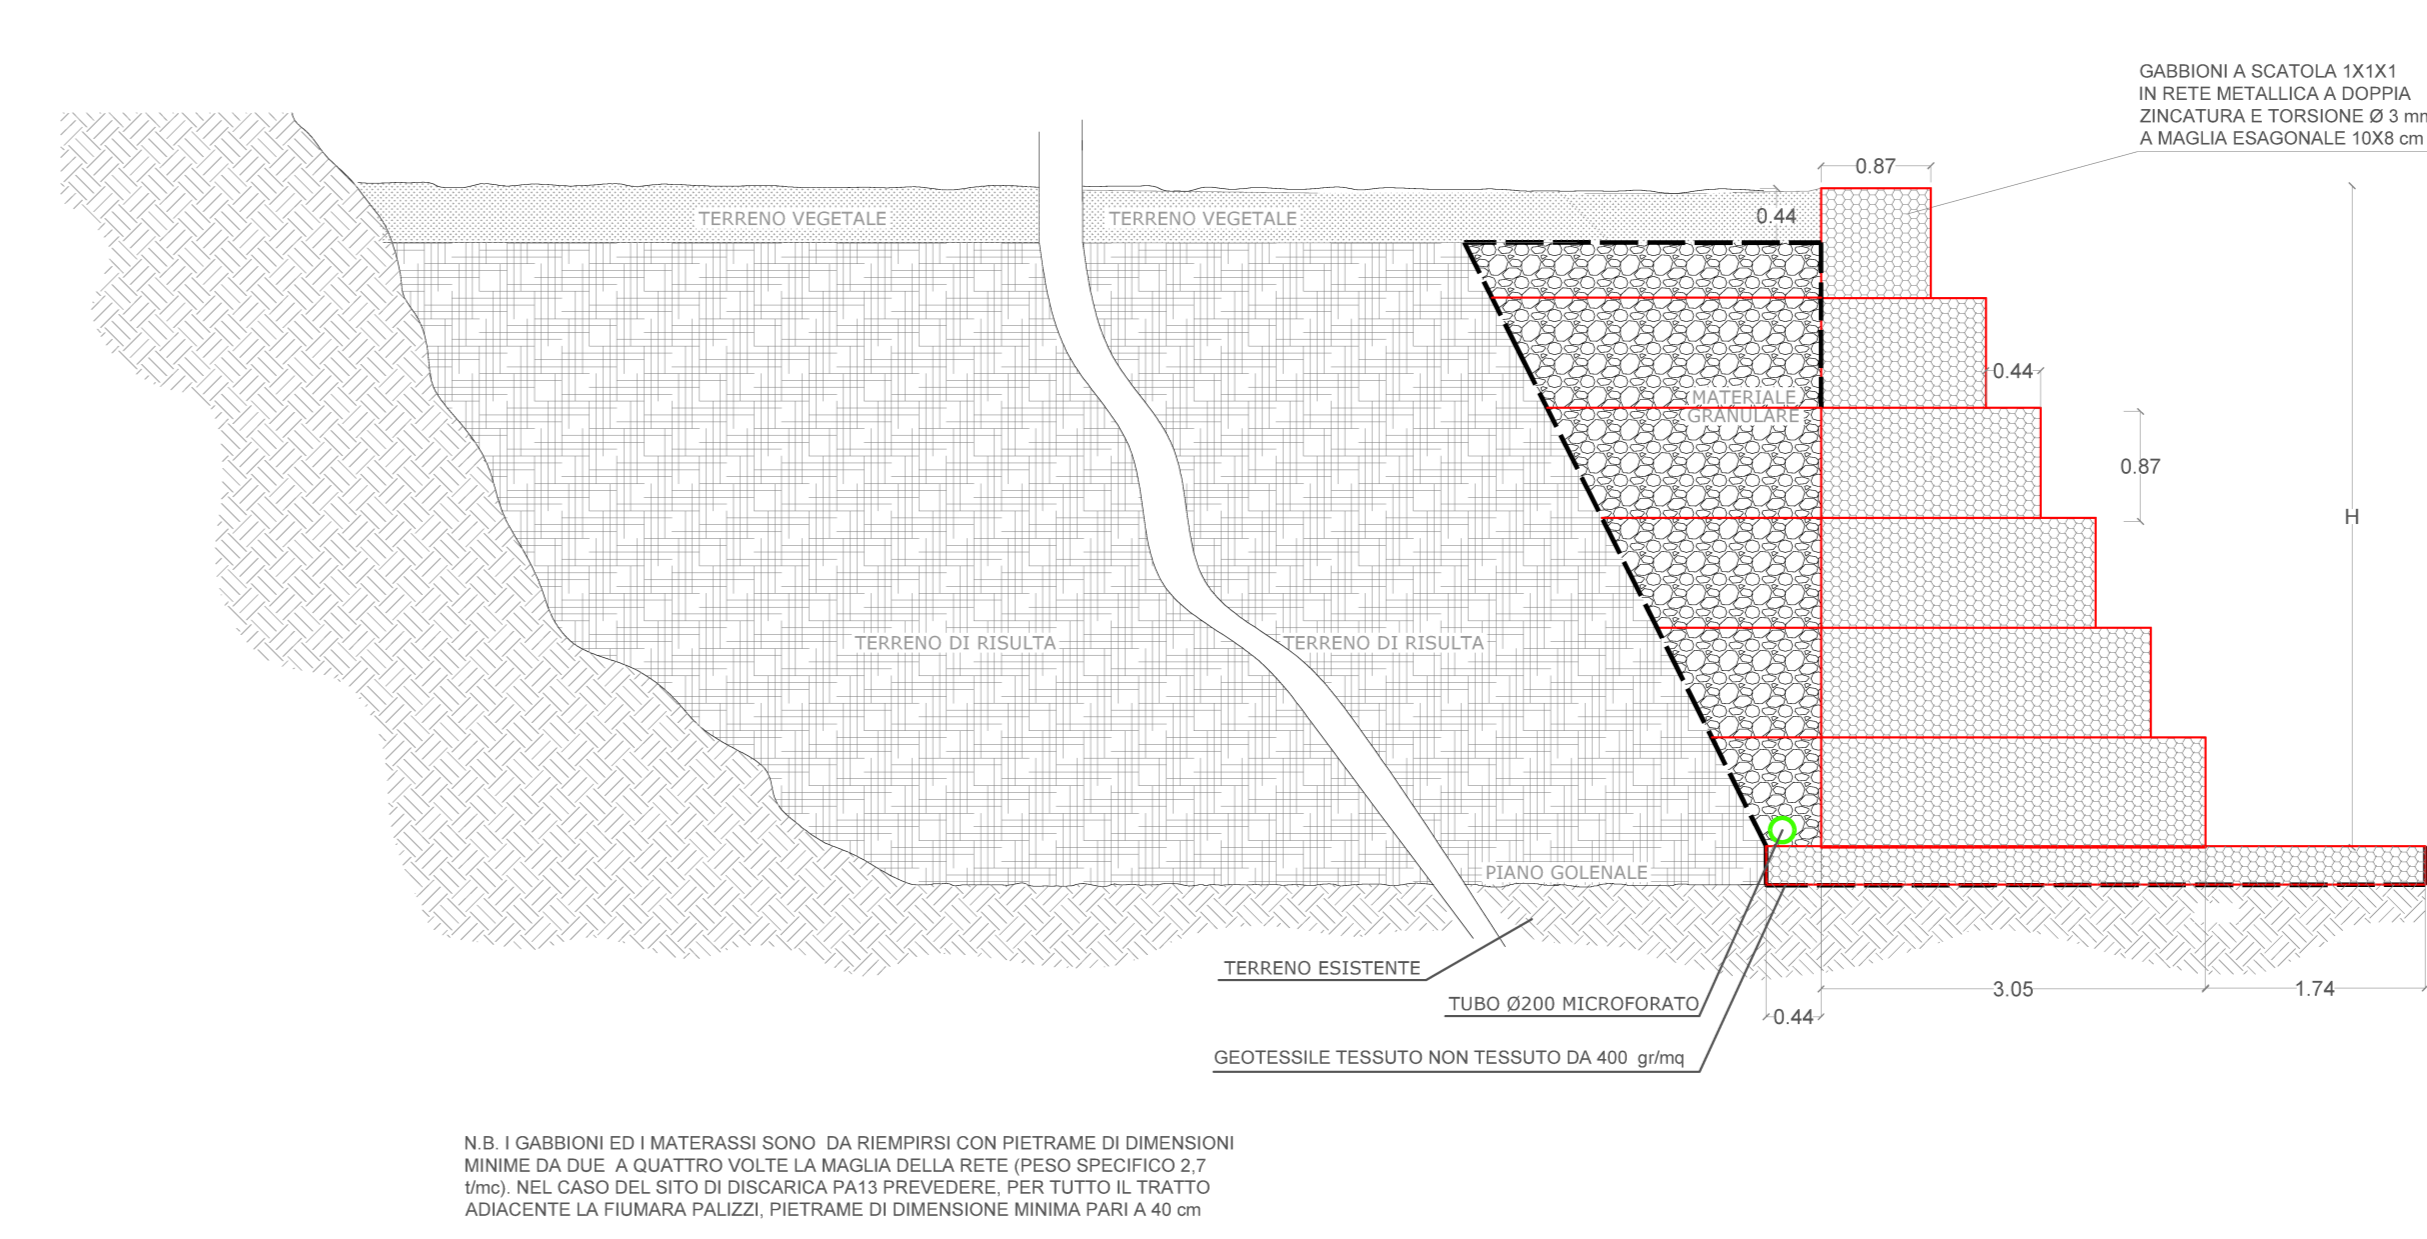 GABBIONI A SCATOLA 1X1X1
IN RETE METALLICA A DOPPIA
ZINCATURA E TORSIONE Ø 3 mm
A MAGLIA ESAGONALE 10X8 cm
0.87
TERRENO VEGETALE
TERRENO VEGETALE
0.44
0.44
MATERIALE
GRANULARE
0.87
H
TERRENO DI RISULTA
TERRENO DI RISULTA
PIANO GOLENALE
TERRENO ESISTENTE
3.05
1.74
TUBO Ø200 MICROFORATO
0.44
GEOTESSILE TESSUTO NON TESSUTO DA 400 gr/mq
N.B. I GABBIONI ED I MATERASSI SONO DA RIEMPIRSI CON PIETRAME DI DIMENSIONI
MINIME DA DUE A QUATTRO VOLTE LA MAGLIA DELLA RETE (PESO SPECIFICO 2,7
t/mc). NEL CASO DEL SITO DI DISCARICA PA13 PREVEDERE, PER TUTTO IL TRATTO
ADIACENTE LA FIUMARA PALIZZI, PIETRAME DI DIMENSIONE MINIMA PARI A 40 cm